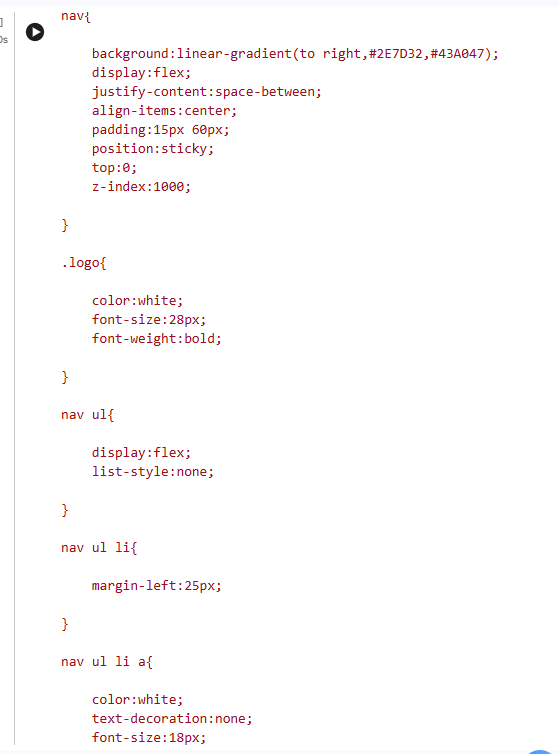 ]
0s
nav{
background:linear-gradient(to right,#2E7D32,#43A047);
display:flex;
justify-content:space-between;
align-items:center;
padding:15px 60px;
position:sticky;
top:0;
z-index:1000;
}
.logo{
color:white;
font-size:28px;
font-weight:bold;
}
nav ul{
display:flex;
list-style:none;
}
nav ul li{
margin-left:25px;
}
nav ul li a{
color:white;
text-decoration:none;
font-size:18px;